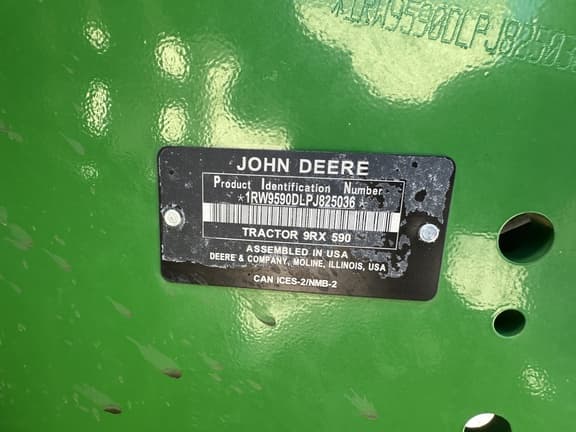 *1RW9590DLPJ82503
JOHN DEERE
Product Identification Number
*1RW9590DLPJ825036*
TRACTOR 9RX 590
ASSEMBLED IN USA
DEERE & COMPANY, MOLINE, ILLINOIS, USA
CAN ICES-2/NMB-2